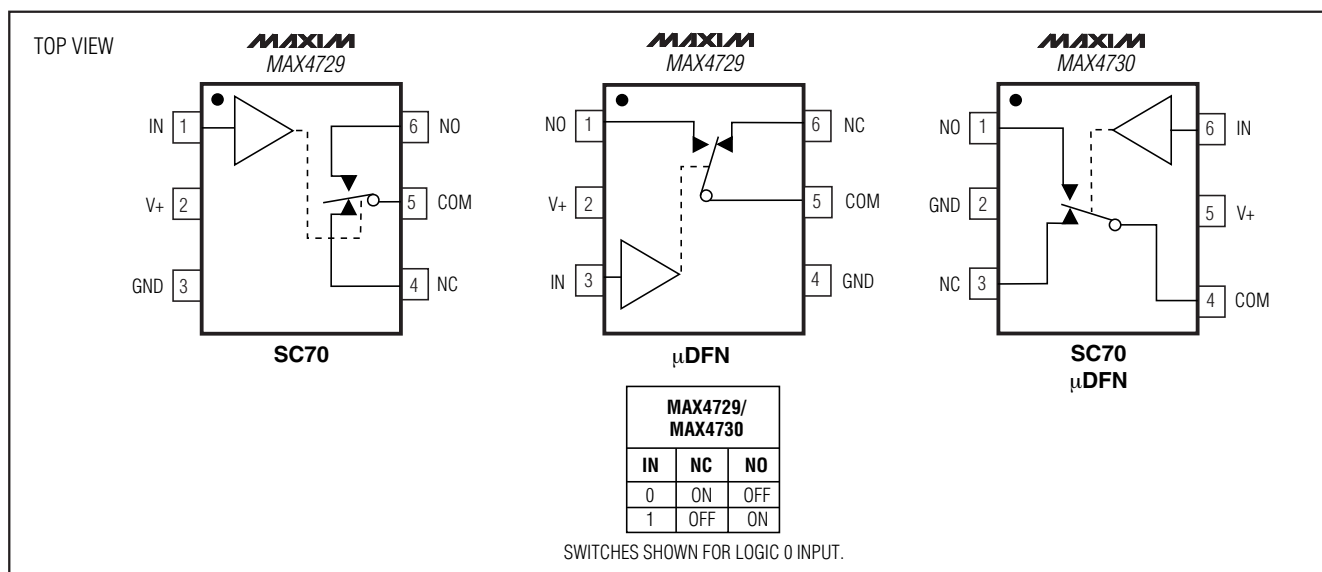 TOP VIEW
MAXIM
MAX4729
IN 1
V+ 2
GND 3
6 NO
5 COM
4 NC
SC70
MAXIM
MAX4729
NO 1
V+ 2
IN 3
6 NC
5 COM
4 GND
µDFN
MAXIM
MAX4730
NO 1
GND 2
NC 3
6 IN
5 V+
4 COM
SC70
µDFN
MAX4729/
MAX4730
IN NC NO
0 ON OFF
1 OFF ON
SWITCHES SHOWN FOR LOGIC 0 INPUT.